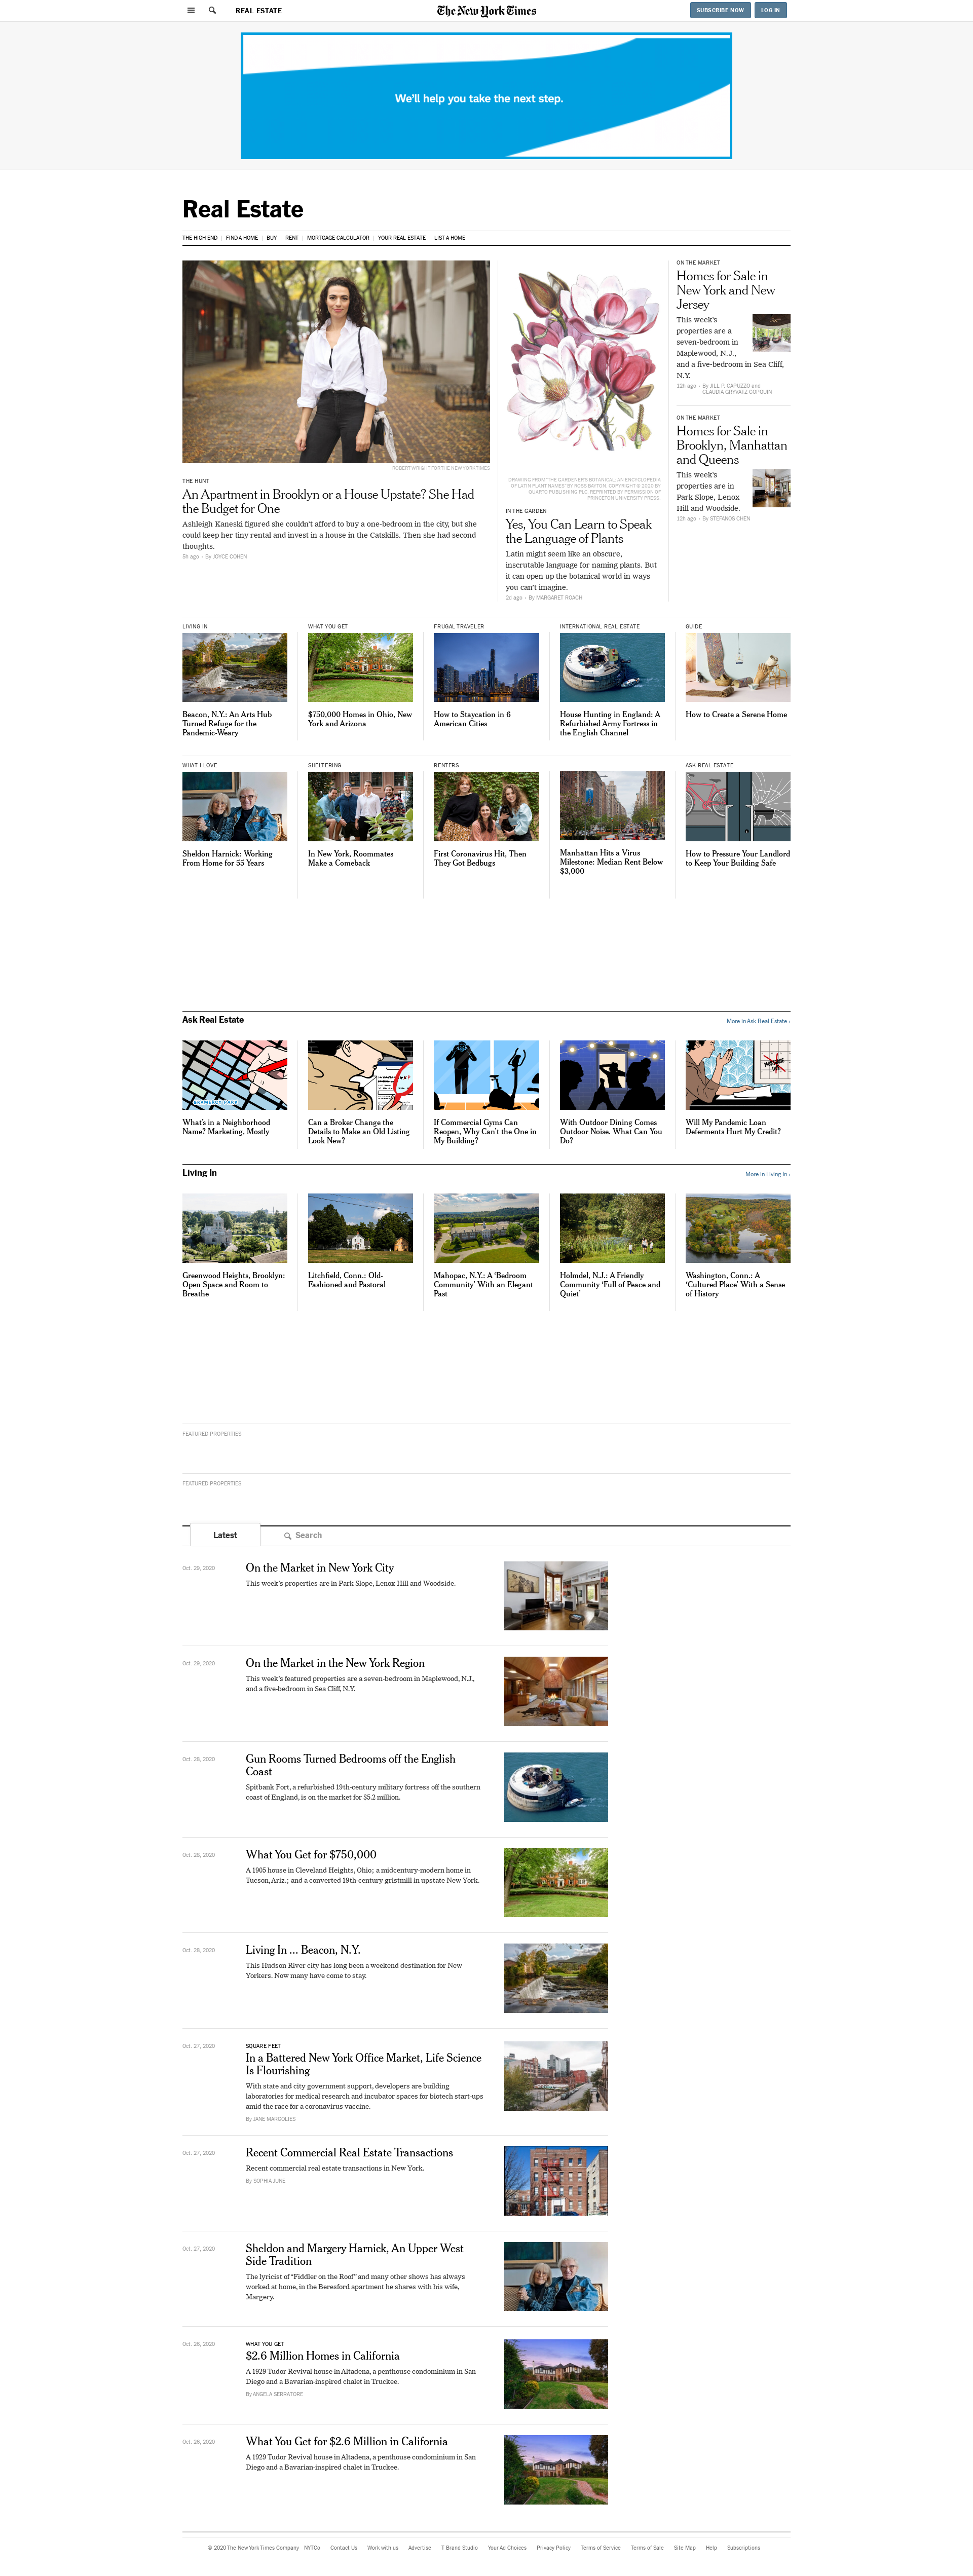 REAL ESTATE
The New York Times
SUBSCRIBE NOW
LOG IN
We'll help you take the next step.
Real Estate
THE HIGH END
FIND A HOME
BUY
RENT
MORTGAGE CALCULATOR
YOUR REAL ESTATE
LIST A HOME
ROBERT WRIGHT FOR THE NEW YORK TIMES
THE HUNT
An Apartment in Brooklyn or a House Upstate? She Had
the Budget for One
Ashleigh Kaneski figured she couldn't afford to buy a one-bedroom in the city, but she
could keep her tiny rental and invest in a house in the Catskills. Then she had second
thoughts.
5h ago - By JOYCE COHEN
DRAWING FROM 'THE GARDENER'S BOTANICAL: AN ENCYCLOPEDIA
OF LATIN PLANT NAMES' BY ROSS BAYTON. COPYRIGHT © 2019 BY
QUARTO PUBLISHING PLC. REPRINTED BY PERMISSION OF
PRINCETON UNIVERSITY PRESS.
IN THE GARDEN
Yes, You Can Learn to Speak
the Language of Plants
Latin might seem like an obscure,
inscrutable language for naming plants. But
it can open up the botanical world in ways
you can't imagine.
2d ago - By MARGARET ROACH
ON THE MARKET
Homes for Sale in
New York and New
Jersey
This week's
properties are a
seven-bedroom in
Maplewood, N.J.,
and a five-bedroom in Sea Cliff,
N.Y.
12h ago - By JILL P. CAPUZZO and
CLAUDIA GRYVATZ COPQUIN
ON THE MARKET
Homes for Sale in
Brooklyn, Manhattan
and Queens
This week's
properties are in
Park Slope, Lenox
Hill and Woodside.
12h ago - By STEFANOS CHEN
LIVING IN
Beacon, N.Y.: An Arts Hub
Turned Refuge for the
Pandemic-Weary
WHAT YOU GET
$750,000 Homes in Ohio, New
York and Arizona
FRUGAL TRAVELER
How to Staycation in 6
American Cities
INTERNATIONAL REAL ESTATE
House Hunting in England: A
Refurbished Army Fortress in
the English Channel
GUIDE
How to Create a Serene Home
WHAT I LOVE
Sheldon Harnick: Working
From Home for 55 Years
SHELTERING
In New York, Roommates
Make a Comeback
RENTERS
First Coronavirus Hit, Then
They Got Bedbugs
Manhattan Hits a Virus
Milestone: Median Rent Below
$3,000
ASK REAL ESTATE
How to Pressure Your Landlord
to Keep Your Building Safe
Ask Real Estate
More in Ask Real Estate ›
What's in a Neighborhood
Name? Marketing, Mostly
Can a Broker Change the
Details to Make an Old Listing
Look New?
If Commercial Gyms Can
Reopen, Why Can't the One in
My Building?
With Outdoor Dining Comes
Outdoor Noise. What Can You
Do?
Will My Pandemic Loan
Deferments Hurt My Credit?
Living In
More in Living In ›
Greenwood Heights, Brooklyn:
Open Space and Room to
Breathe
Litchfield, Conn.: Old-
Fashioned and Pastoral
Mahopac, N.Y.: A 'Bedroom
Community' With an Elegant
Past
Holmdel, N.J.: A Friendly
Community 'Full of Peace and
Quiet'
Washington, Conn.: A
'Cultured Place' With a Sense
of History
FEATURED PROPERTIES
FEATURED PROPERTIES
Latest
Search
Oct. 29, 2020
On the Market in New York City
This week's properties are in Park Slope, Lenox Hill and Woodside.
Oct. 29, 2020
On the Market in the New York Region
This week's featured properties are a seven-bedroom in Maplewood, N.J.,
and a five-bedroom in Sea Cliff, N.Y.
Oct. 28, 2020
Gun Rooms Turned Bedrooms off the English
Coast
Spitbank Fort, a refurbished 19th-century military fortress off the southern
coast of England, is on the market for $5.2 million.
Oct. 28, 2020
What You Get for $750,000
A 1905 house in Cleveland Heights, Ohio; a midcentury-modern home in
Tucson, Ariz.; and a converted 19th-century gristmill in upstate New York.
Oct. 28, 2020
Living In ... Beacon, N.Y.
This Hudson River city has long been a weekend destination for New
Yorkers. Now many have come to stay.
Oct. 27, 2020
SQUARE FEET
In a Battered New York Office Market, Life Science
Is Flourishing
With state and city government support, developers are building
laboratories for medical research and incubator spaces for biotech start-ups
amid the race for a coronavirus vaccine.
By JANE MARGOLIES
Oct. 27, 2020
Recent Commercial Real Estate Transactions
Recent commercial real estate transactions in New York.
By SOPHIA JUNE
Oct. 27, 2020
Sheldon and Margery Harnick, An Upper West
Side Tradition
The lyricist of "Fiddler on the Roof" and many other shows has always
worked at home, in the Beresford apartment he shares with his wife,
Margery.
Oct. 26, 2020
WHAT YOU GET
$2.6 Million Homes in California
A 1929 Tudor Revival house in Altadena, a penthouse condominium in San
Diego and a Bavarian-inspired chalet in Truckee.
By ANGELA SERRATORE
Oct. 26, 2020
What You Get for $2.6 Million in California
A 1929 Tudor Revival house in Altadena, a penthouse condominium in San
Diego and a Bavarian-inspired chalet in Truckee.
© 2020 The New York Times Company
NYTCo
Contact Us
Work with us
Advertise
T Brand Studio
Your Ad Choices
Privacy Policy
Terms of Service
Terms of Sale
Site Map
Help
Subscriptions